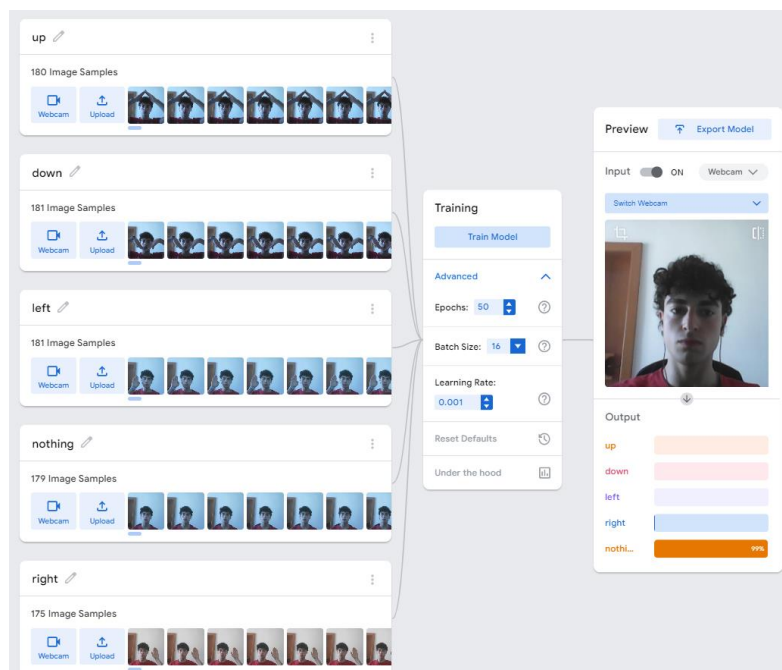 up
180 Image Samples
Webcam
Upload
down
181 Image Samples
Webcam
Upload
left
181 Image Samples
Webcam
Upload
nothing
179 Image Samples
Webcam
Upload
right
175 Image Samples
Webcam
Upload
Training
Train Model
Advanced
Epochs: 50
Batch Size: 16
Learning Rate:
0.001
Reset Defaults
Under the hood
Preview
Export Model
Input ON Webcam
Switch Webcam
Output
up
down
left
right
nothi... 99%